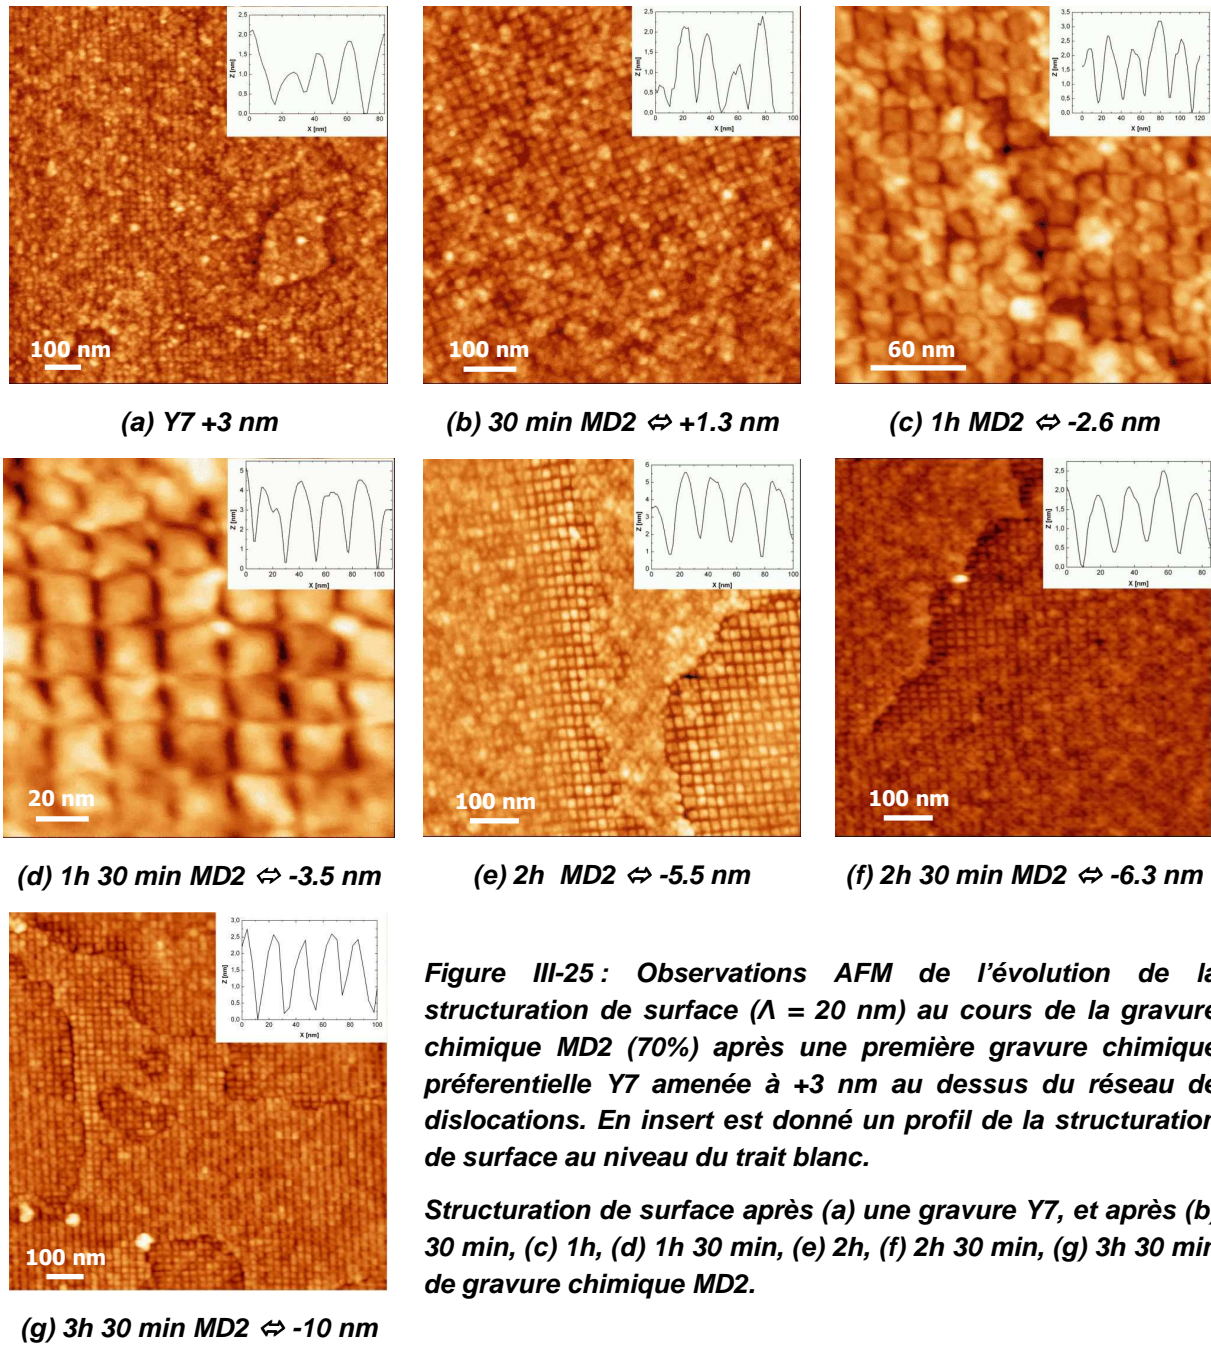 100 nm
(a) Y7 +3 nm
100 nm
(b) 30 min MD2 ⇔ +1.3 nm
60 nm
(c) 1h MD2 ⇔ -2.6 nm
20 nm
(d) 1h 30 min MD2 ⇔ -3.5 nm
100 nm
(e) 2h MD2 ⇔ -5.5 nm
100 nm
(f) 2h 30 min MD2 ⇔ -6.3 nm
100 nm
(g) 3h 30 min MD2 ⇔ -10 nm
Figure III-25 : Observations AFM de l'évolution de la
structuration de surface (Λ = 20 nm) au cours de la gravure
chimique MD2 (70%) après une première gravure chimique
préferentielle Y7 amenée à +3 nm au dessus du réseau de
dislocations. En insert est donné un profil de la structuration
de surface au niveau du trait blanc.
Structuration de surface après (a) une gravure Y7, et après (b)
30 min, (c) 1h, (d) 1h 30 min, (e) 2h, (f) 2h 30 min, (g) 3h 30 min
de gravure chimique MD2.